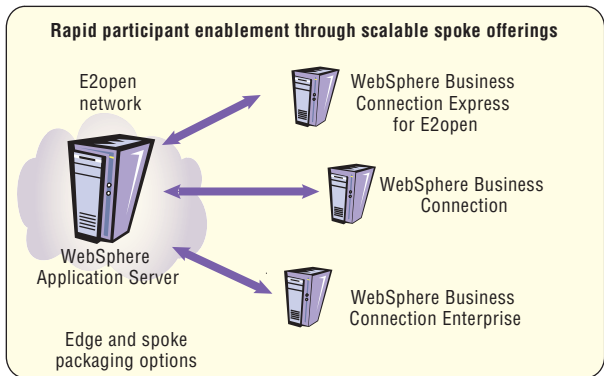 Rapid participant enablement through scalable spoke offerings
E2open
network
WebSphere Business
Connection Express
for E2open
WebSphere Business
Connection
WebSphere
Application Server
WebSphere Business
Connection Enterprise
Edge and spoke
packaging options